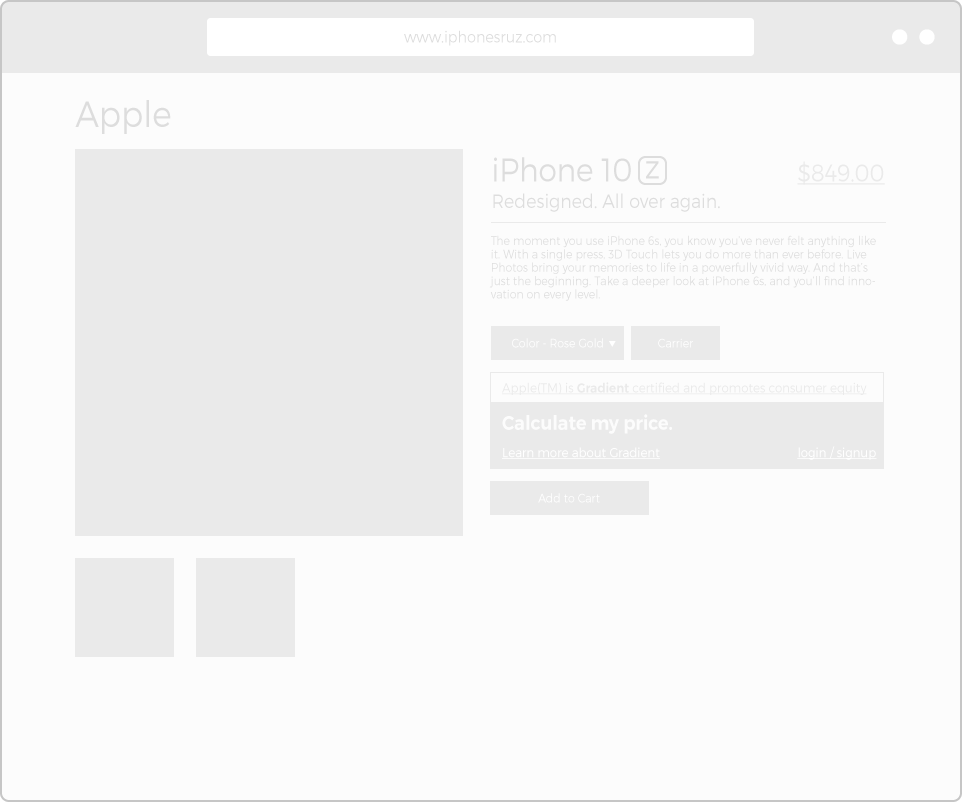 www.iphonesruz.com
Apple
iPhone 10 Z
$849.00
Redesigned. All over again.
The moment you use iPhone 6s, you know you've never felt anything like
it. With a single press, 3D Touch lets you do more than ever before. Live
Photos bring your memories to life in a powerfully vivid way. And that's
just the beginning. Take a deeper look at iPhone 6s, and you'll find inno-
vation on every level.
Color - Rose Gold ▾
Carrier
Apple(TM) is Gradient certified and promotes consumer equity
Calculate my price.
Learn more about Gradient
login / signup
Add to Cart